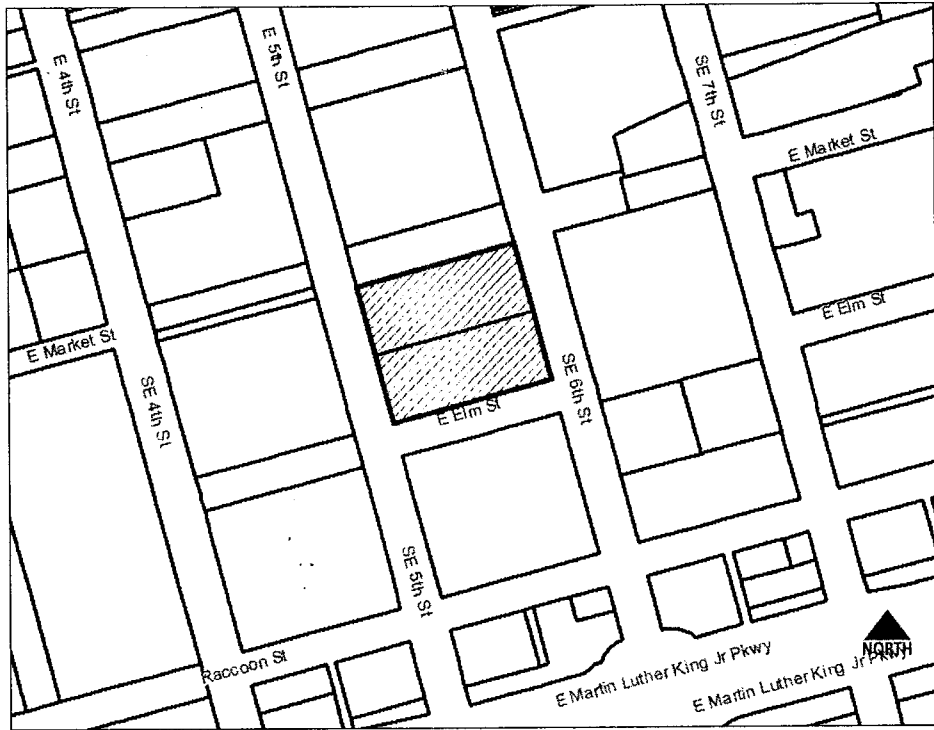 E 4th St
E 5th St
SE 7th St
E Market St
E Elm St
E Market St
SE 4th St
SE 6th St
E Elm St
SE 5th St
Raccoon St
NORTH
E Martin Luther King Jr Pkwy
E Martin Luther King Jr Pkwy